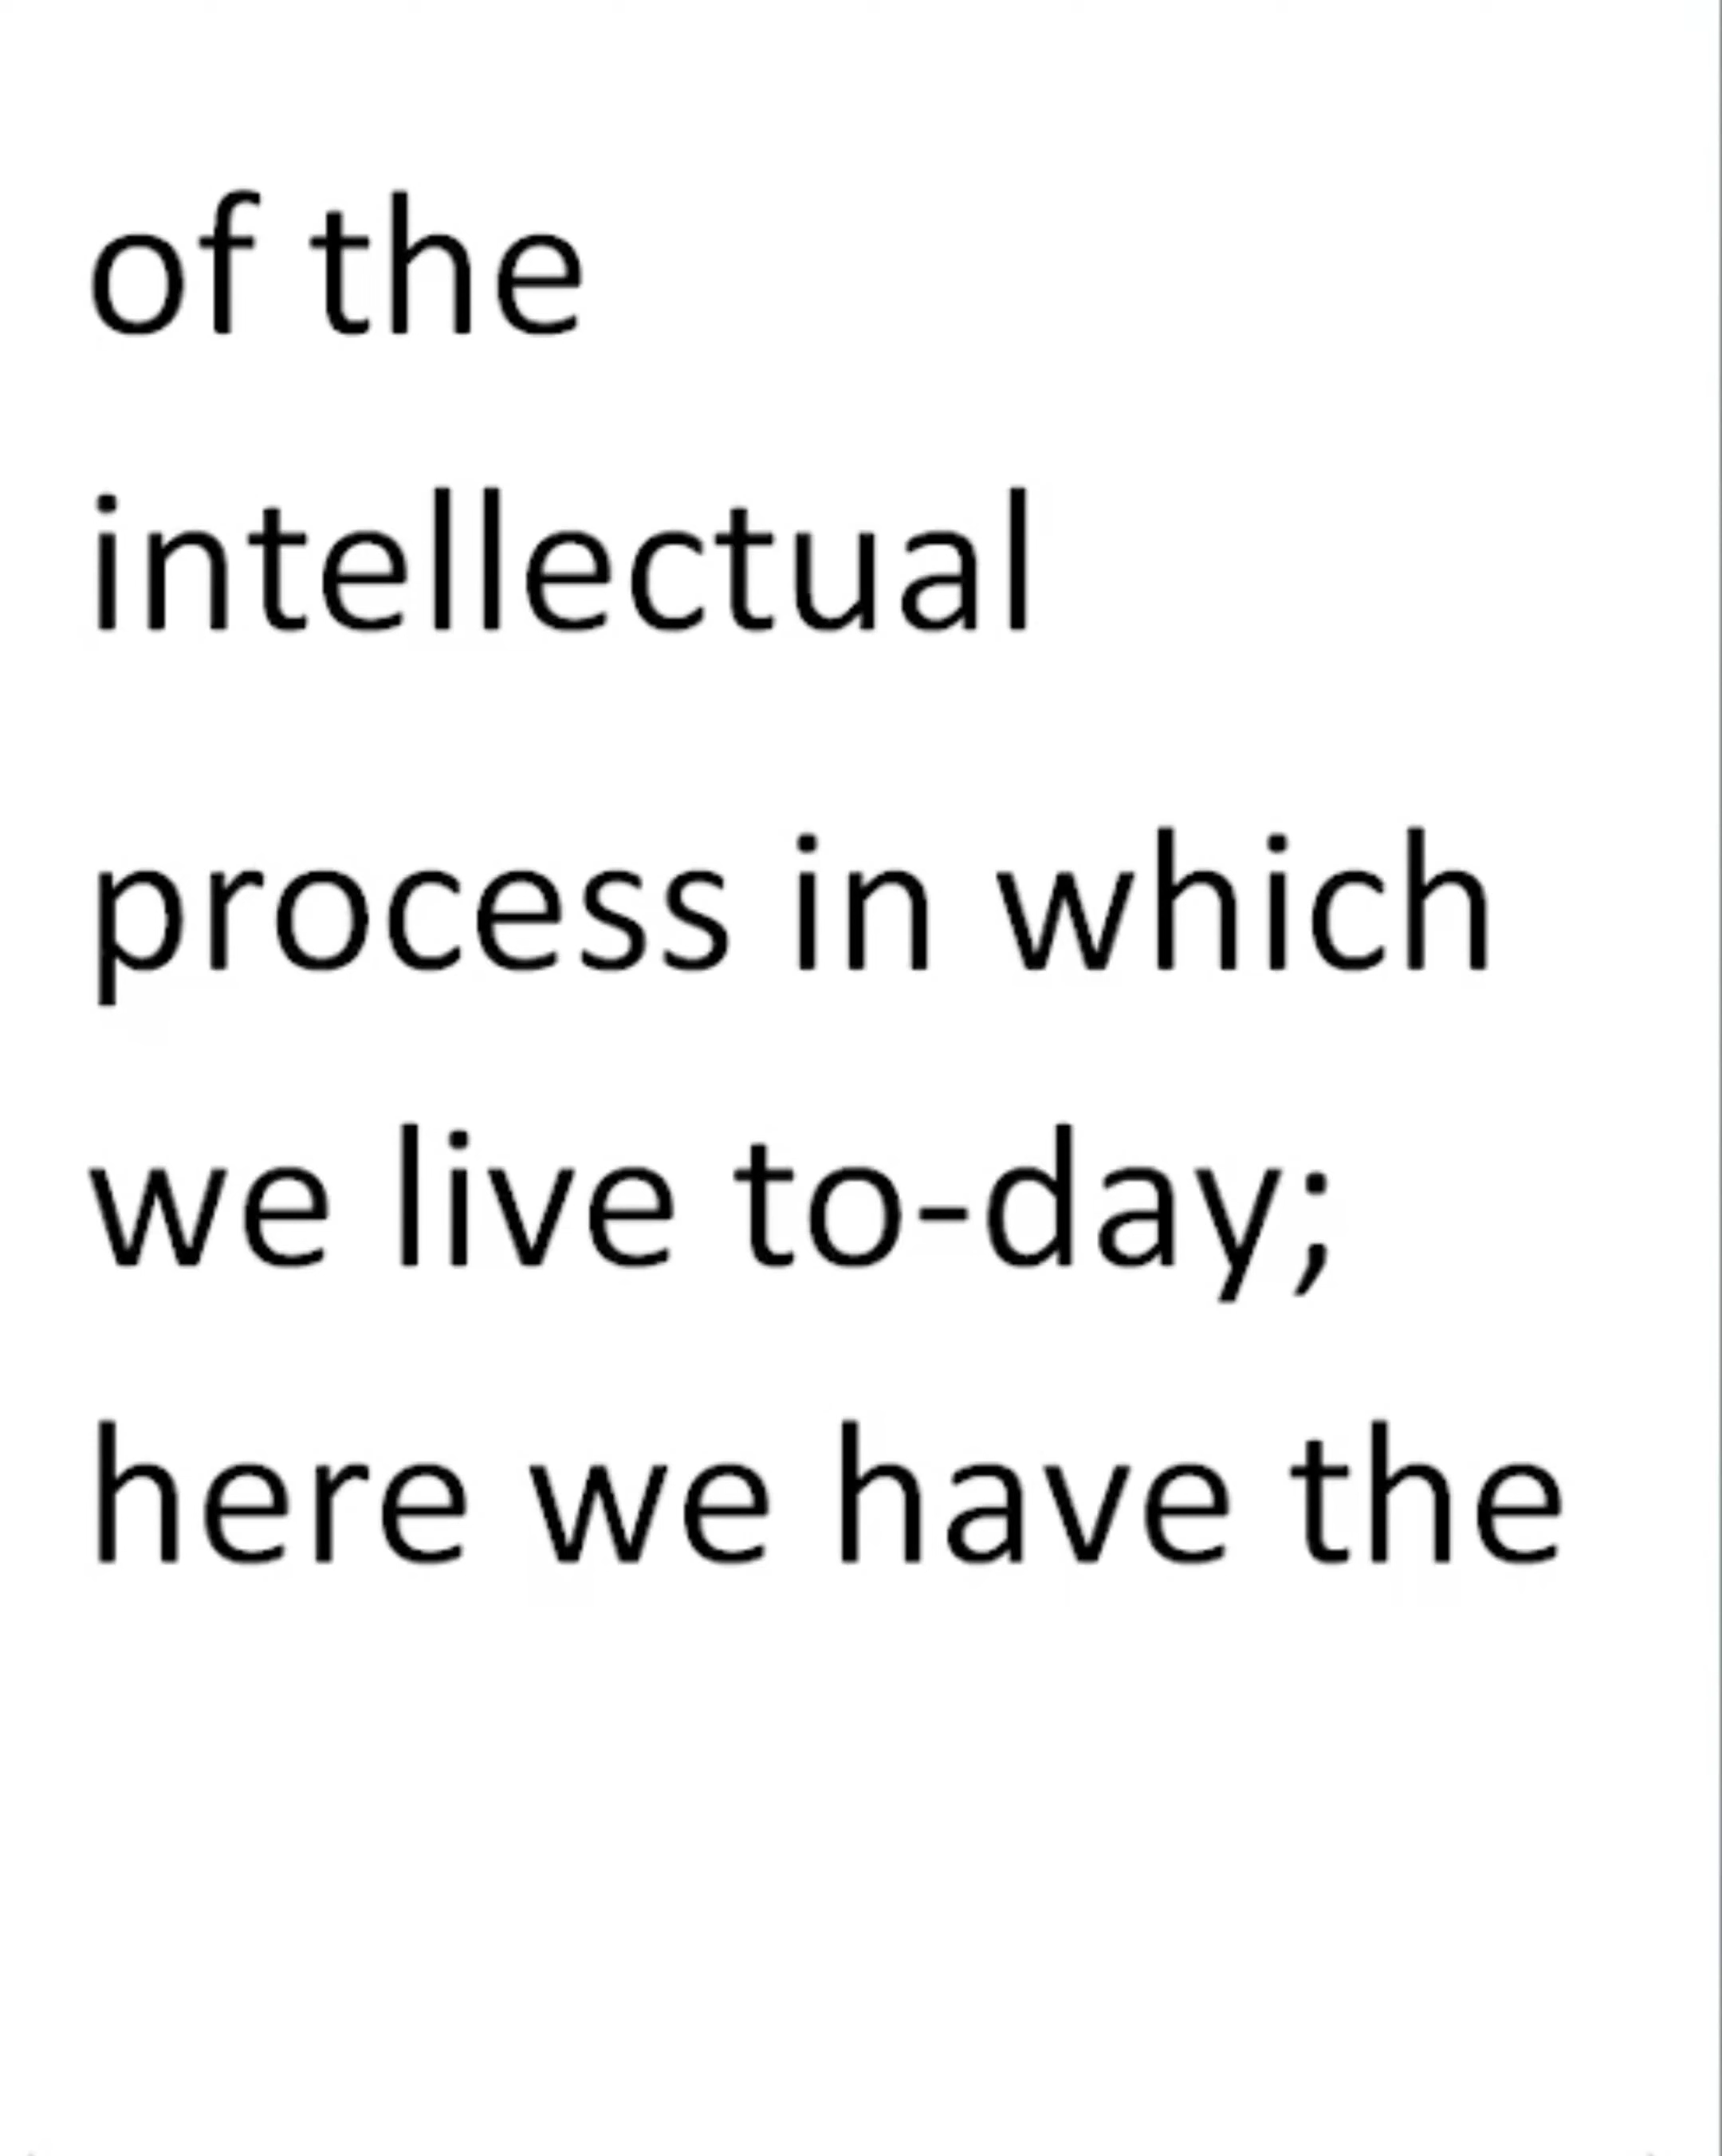 of the
intellectual
process in which
we live to-day;
here we have the